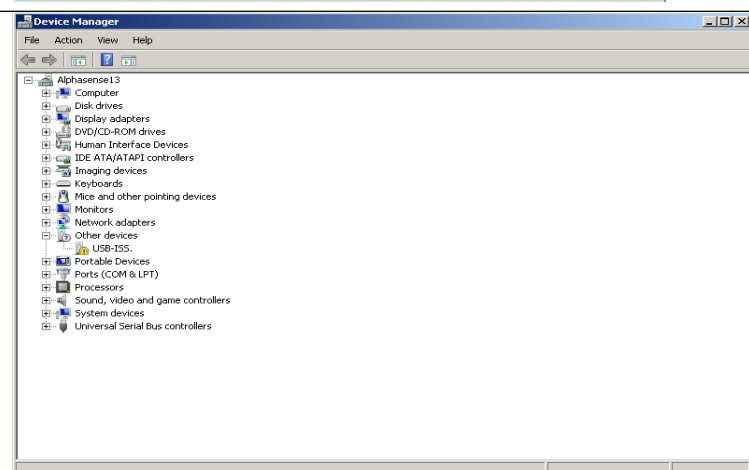 Device Manager
File Action View Help
Alphasense13
Computer
Disk drives
Display adapters
DVD/CD-ROM drives
Human Interface Devices
IDE ATA/ATAPI controllers
Imaging devices
Keyboards
Mice and other pointing devices
Monitors
Network adapters
Other devices
USB-ISS.
Portable Devices
Ports (COM & LPT)
Processors
Sound, video and game controllers
System devices
Universal Serial Bus controllers